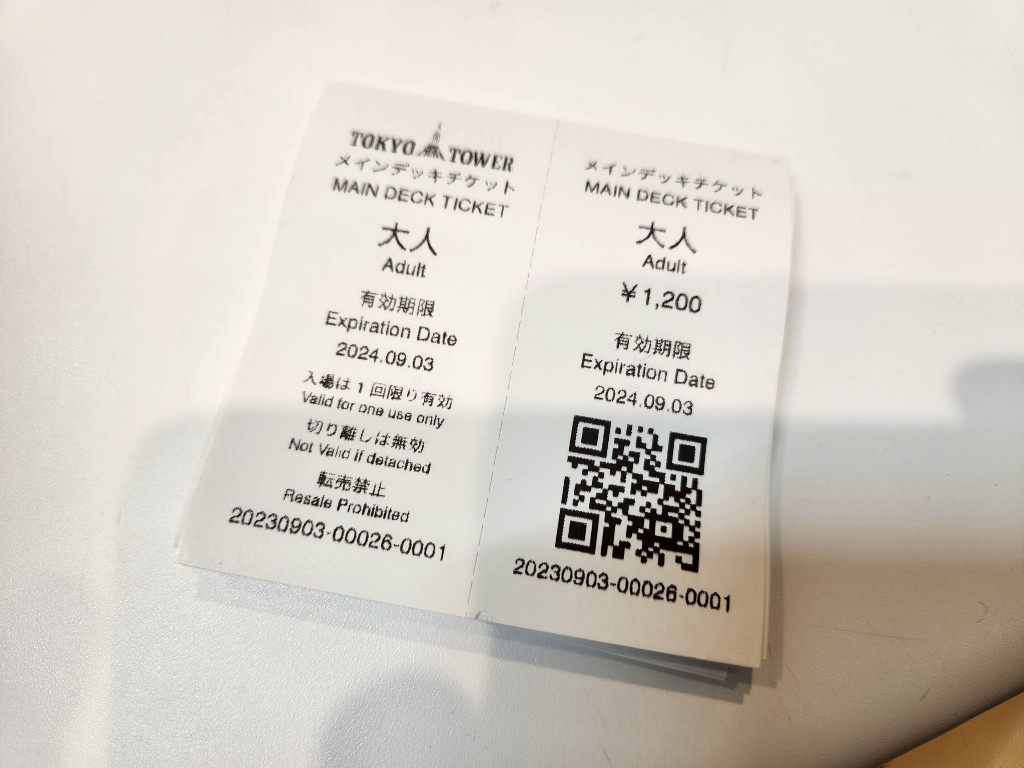 TOKYO TOWER
メインデッキチケット
MAIN DECK TICKET
大人
Adult
有効期限
Expiration Date
2024.09.03
入場は1回限り有効
Valid for one use only
切り離しは無効
Not Valid if detached
転売禁止
Resale Prohibited
20230903-00026-0001
メインデッキチケット
MAIN DECK TICKET
大人
Adult
¥1,200
有効期限
Expiration Date
2024.09.03
20230903-00026-0001